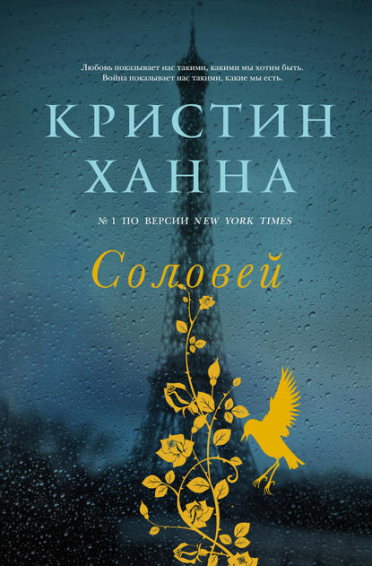 Любовь показывает нас такими, какими мы хотим быть.
Война показывает нас такими, какие мы есть.
КРИСТИН
ХАННА
№ 1 ПО ВЕРСИИ NEW YORK TIMES
Соловей